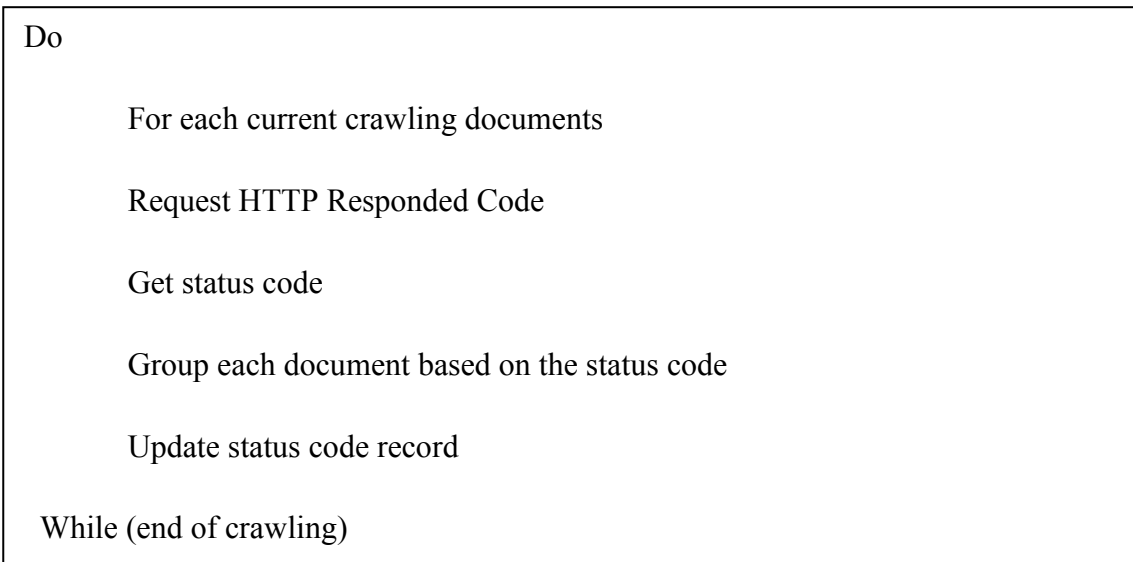 Do
For each current crawling documents
Request HTTP Responded Code
Get status code
Group each document based on the status code
Update status code record
While (end of crawling)